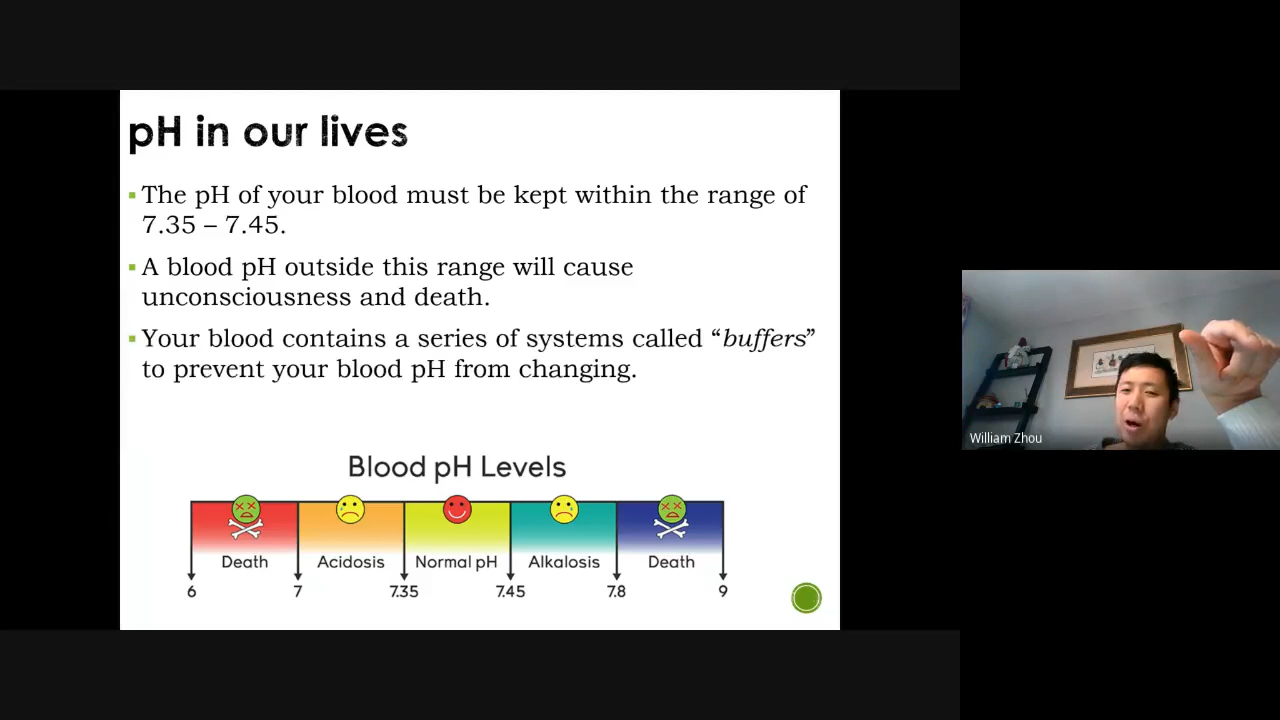 pH in our lives
▪ The pH of your blood must be kept within the range of
7.35 – 7.45.
▪ A blood pH outside this range will cause
unconsciousness and death.
▪ Your blood contains a series of systems called “buffers”
to prevent your blood pH from changing.
Blood pH Levels
Death Acidosis Normal pH Alkalosis Death
6 7 7.35 7.45 7.8 9
William Zhou